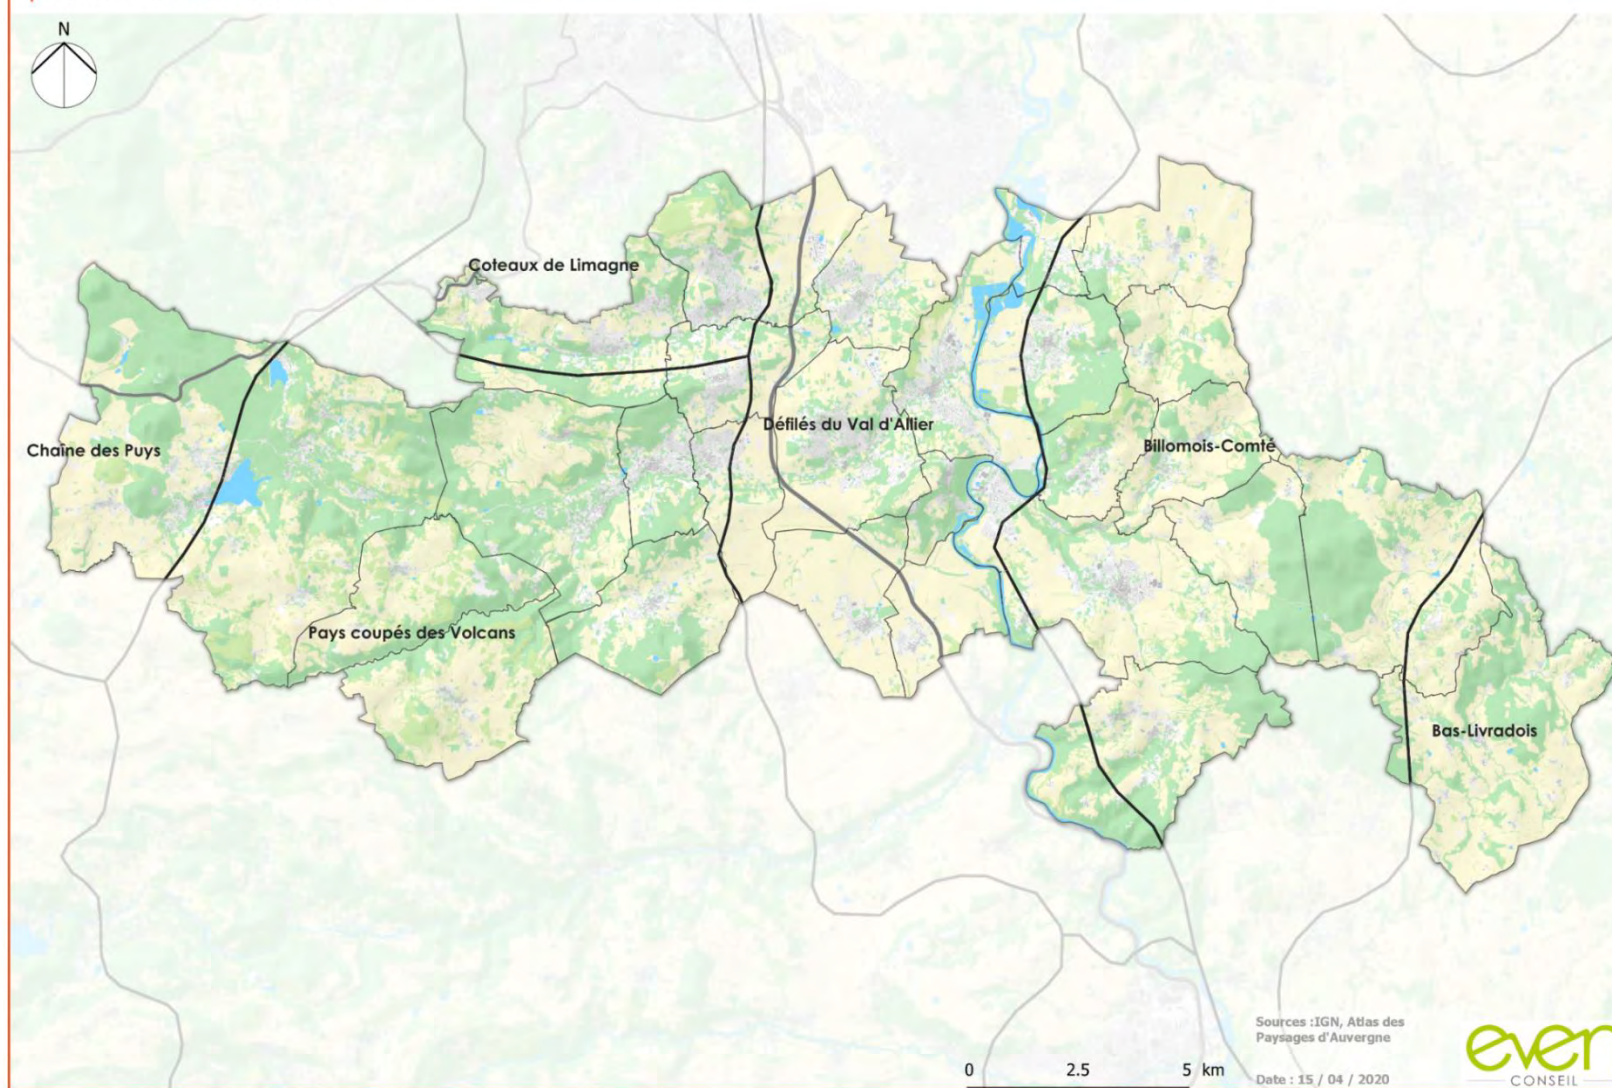 N
Coteaux de Limagne
Chaîne des Puys
Défilés du Val d'Allier
Billomois-Comté
Pays coupés des Volcans
Bas-Livradois
Sources :IGN, Atlas des
Paysages d'Auvergne
0 2.5 5 km
Date : 15 / 04 / 2020
even
CONSEIL